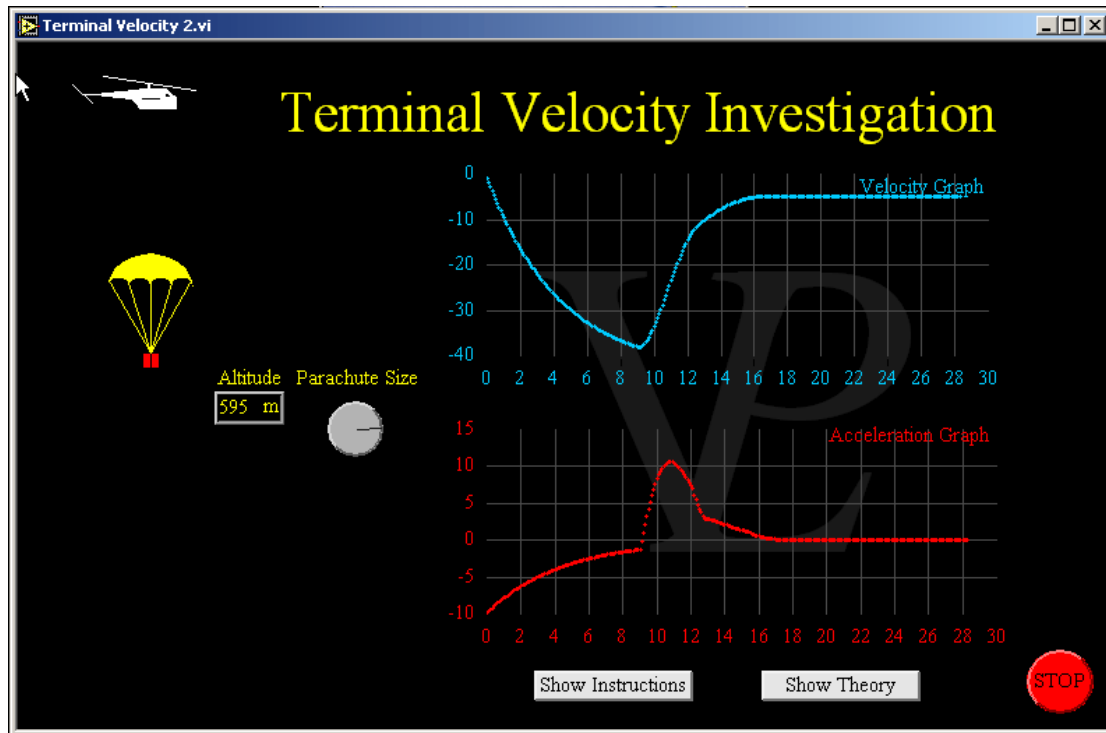 Terminal Velocity 2.vi
Terminal Velocity Investigation
Velocity Graph
0
-10
-20
-30
-40
0 2 4 6 8 10 12 14 16 18 20 22 24 26 28 30
Altitude
595 m
Parachute Size
Acceleration Graph
15
10
5
0
-5
-10
0 2 4 6 8 10 12 14 16 18 20 22 24 26 28 30
VPL
Show Instructions
Show Theory
STOP